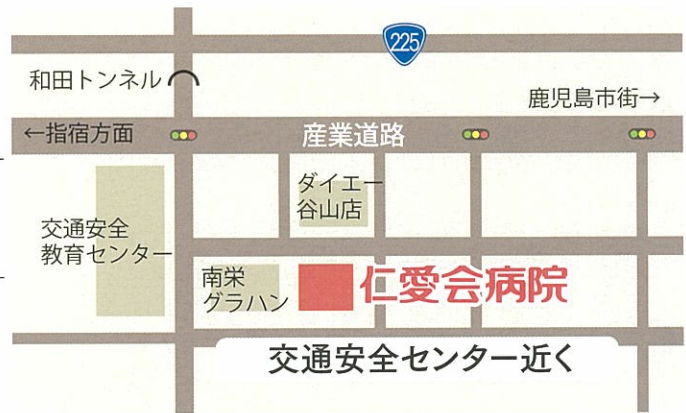 225
和田トンネル
鹿児島市街→
←指宿方面
産業道路
ダイエー
谷山店
交通安全
教育センター
南栄
グラハン
仁愛会病院
交通安全センター近く